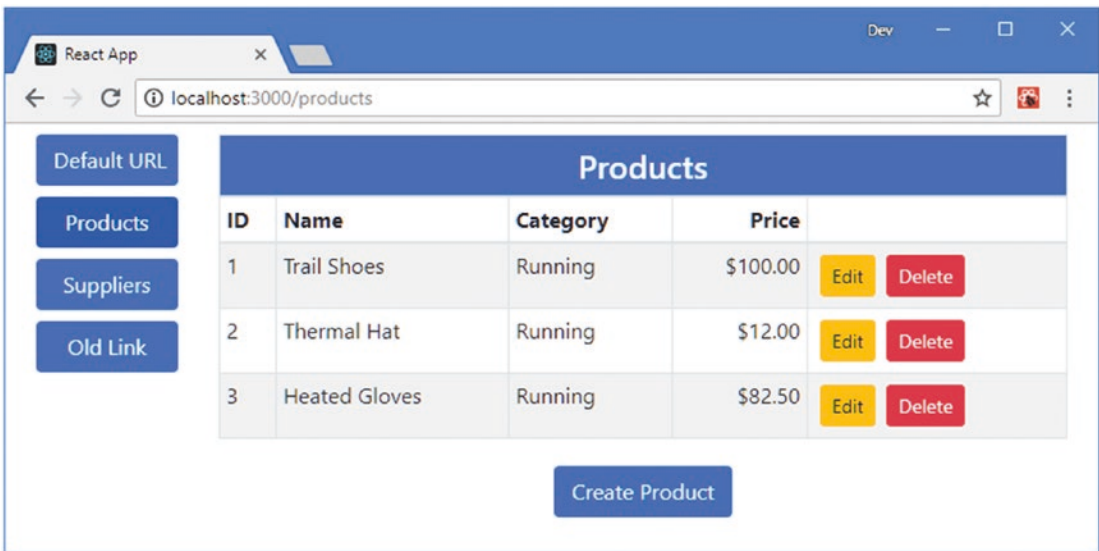 Dev
React App
localhost:3000/products
Default URL
Products
Suppliers
Old Link
Products
ID Name Category Price
1 Trail Shoes Running $100.00 Edit Delete
2 Thermal Hat Running $12.00 Edit Delete
3 Heated Gloves Running $82.50 Edit Delete
Create Product